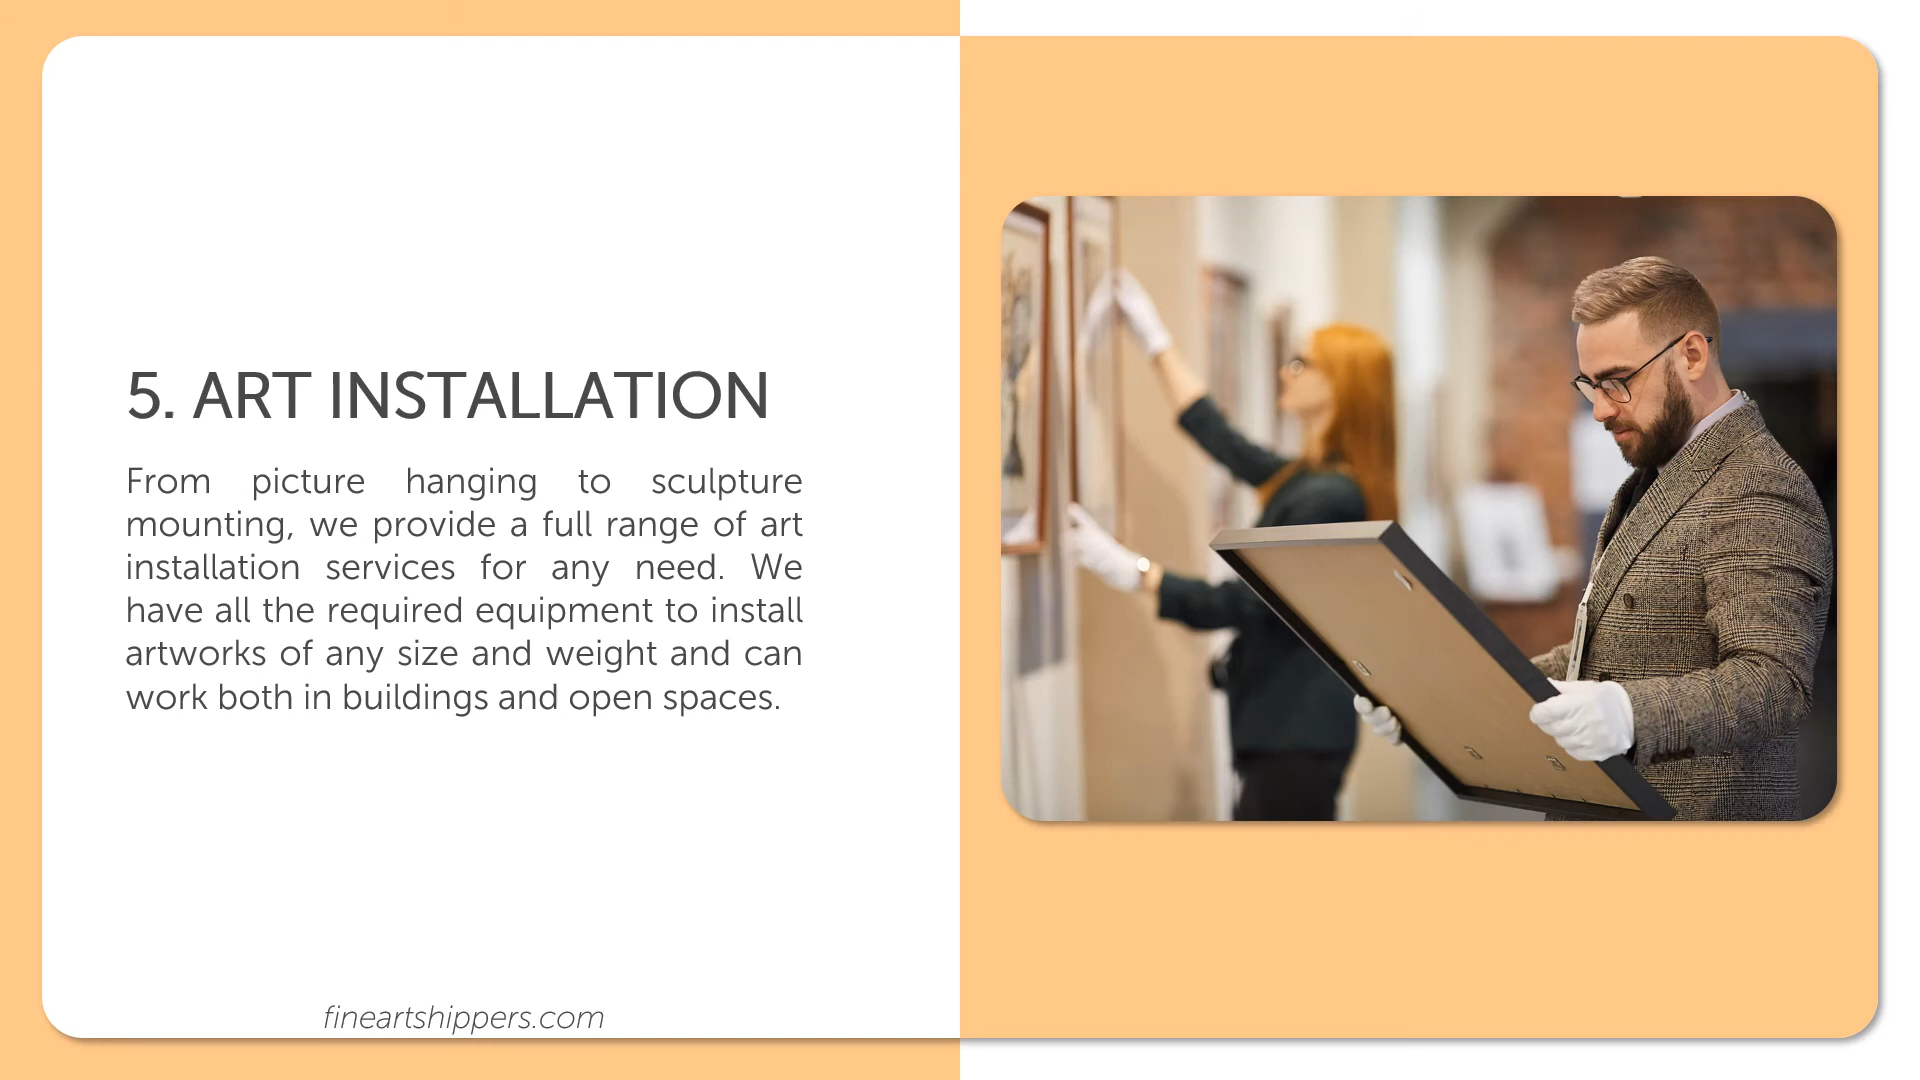 5. ART INSTALLATION
From picture hanging to sculpture
mounting, we provide a full range of art
installation services for any need. We
have all the required equipment to install
artworks of any size and weight and can
work both in buildings and open spaces.
fineartshippers.com